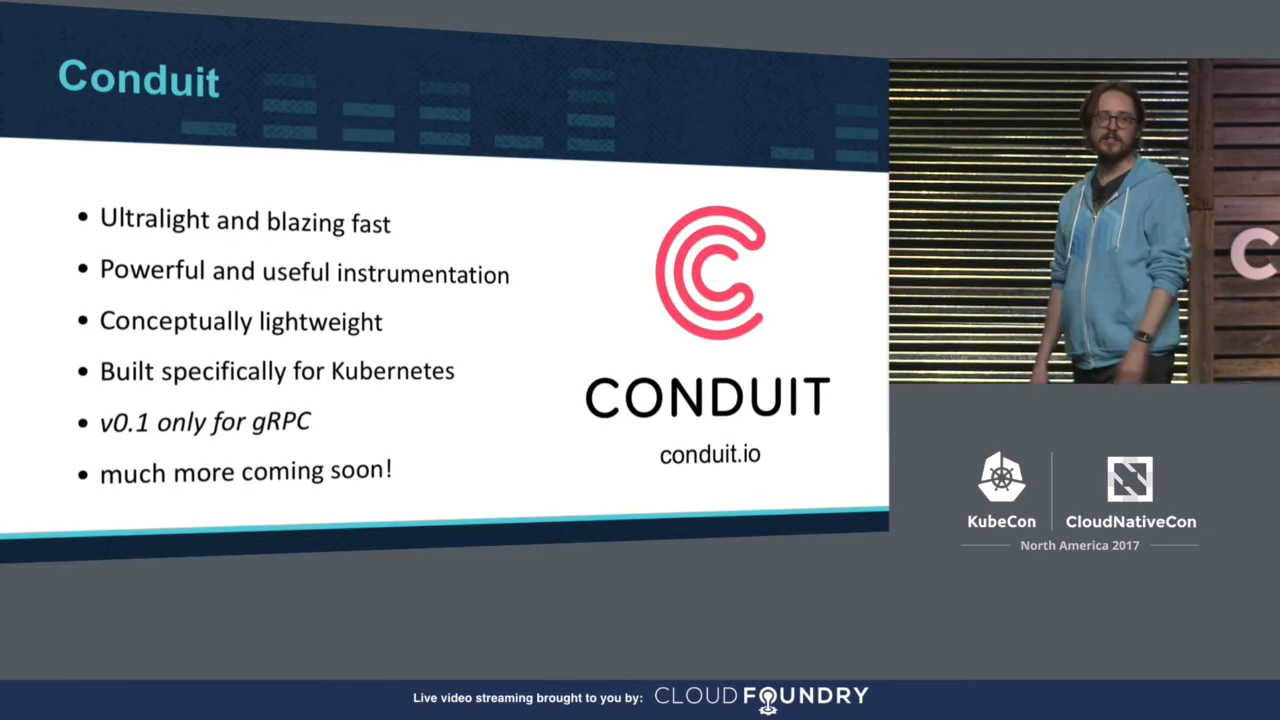 Conduit
• Ultralight and blazing fast
• Powerful and useful instrumentation
• Conceptually lightweight
• Built specifically for Kubernetes
• v0.1 only for gRPC
• much more coming soon!
CONDUIT
conduit.io
C
KubeCon
CloudNativeCon
North America 2017
Live video streaming brought to you by: CLOUD FOUNDRY